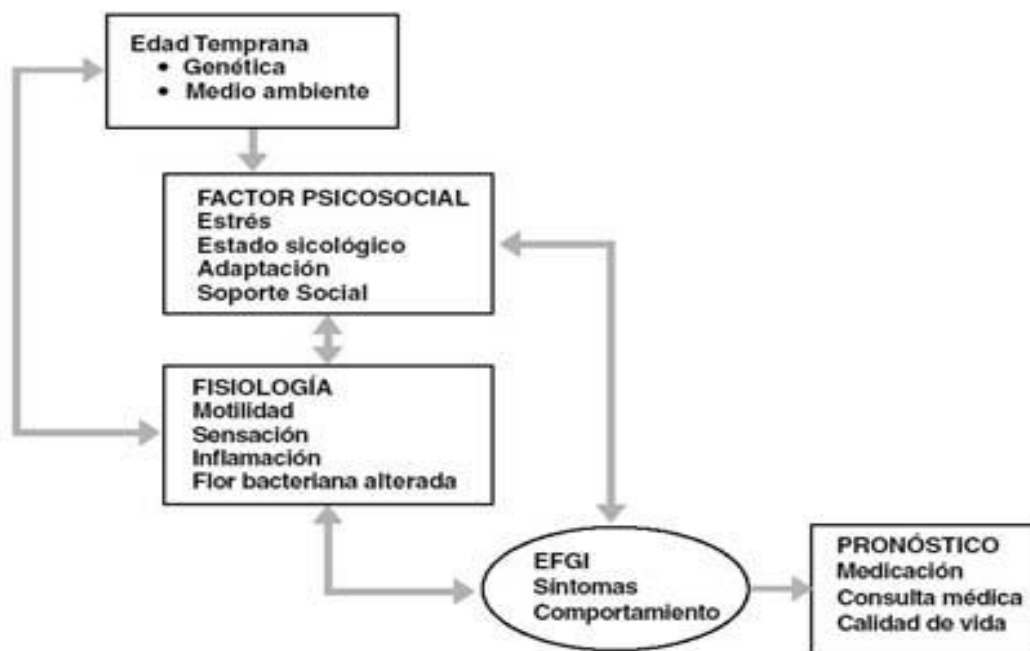 Edad Temprana
• Genética
• Medio ambiente
FACTOR PSICOSOCIAL
Estrés
Estado sicológico
Adaptación
Soporte Social
FISIOLOGÍA
Motilidad
Sensación
Inflamación
Flor bacteriana alterada
EFGI
Síntomas
Comportamiento
PRONÓSTICO
Medicación
Consulta médica
Calidad de vida